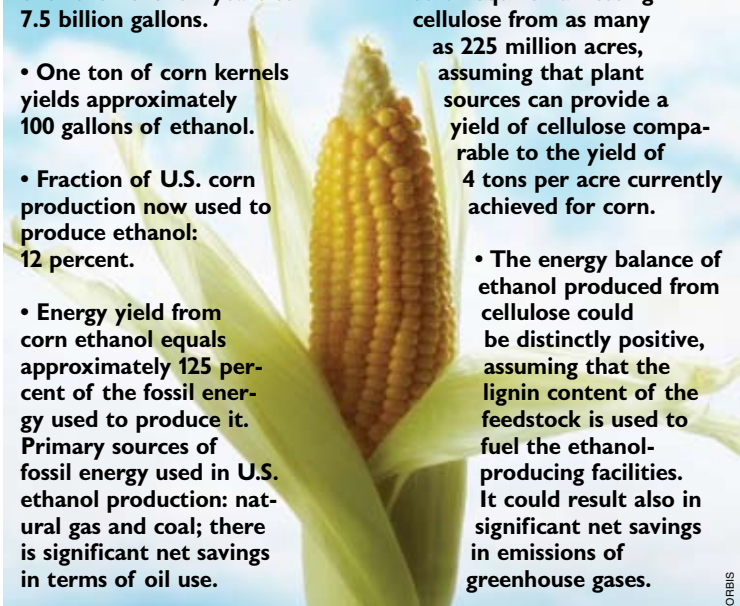 7.5 billion gallons.
• One ton of corn kernels
yields approximately
100 gallons of ethanol.
• Fraction of U.S. corn
production now used to
produce ethanol:
12 percent.
• Energy yield from
corn ethanol equals
approximately 125 per-
cent of the fossil ener-
gy used to produce it.
Primary sources of
fossil energy used in U.S.
ethanol production: nat-
ural gas and coal; there
is significant net savings
in terms of oil use.
cellulose from as many
as 225 million acres,
assuming that plant
sources can provide a
yield of cellulose compa-
rable to the yield of
4 tons per acre currently
achieved for corn.
• The energy balance of
ethanol produced from
cellulose could
be distinctly positive,
assuming that the
lignin content of the
feedstock is used to
fuel the ethanol-
producing facilities.
It could result also in
significant net savings
in emissions of
greenhouse gases.
ORBIS